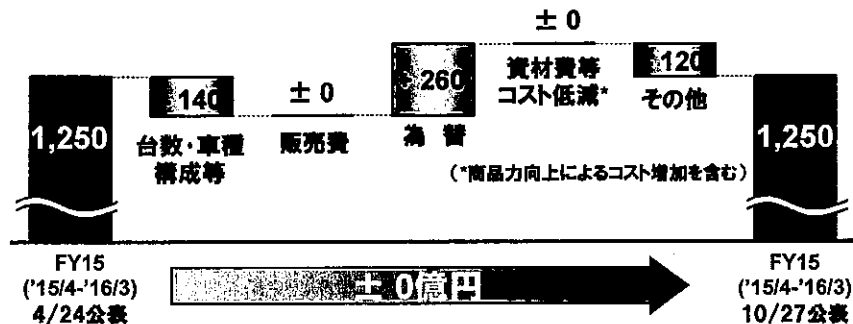 ± 0
260
資材費等
コスト低減*
120
その他
1,250
140
± 0
1,250
台数・車種
構成等
販売費
為 替
(*商品力向上によるコスト増加を含む)
FY15
('15/4-'16/3)
4/24公表
± 0億円
FY15
('15/4-'16/3)
10/27公表